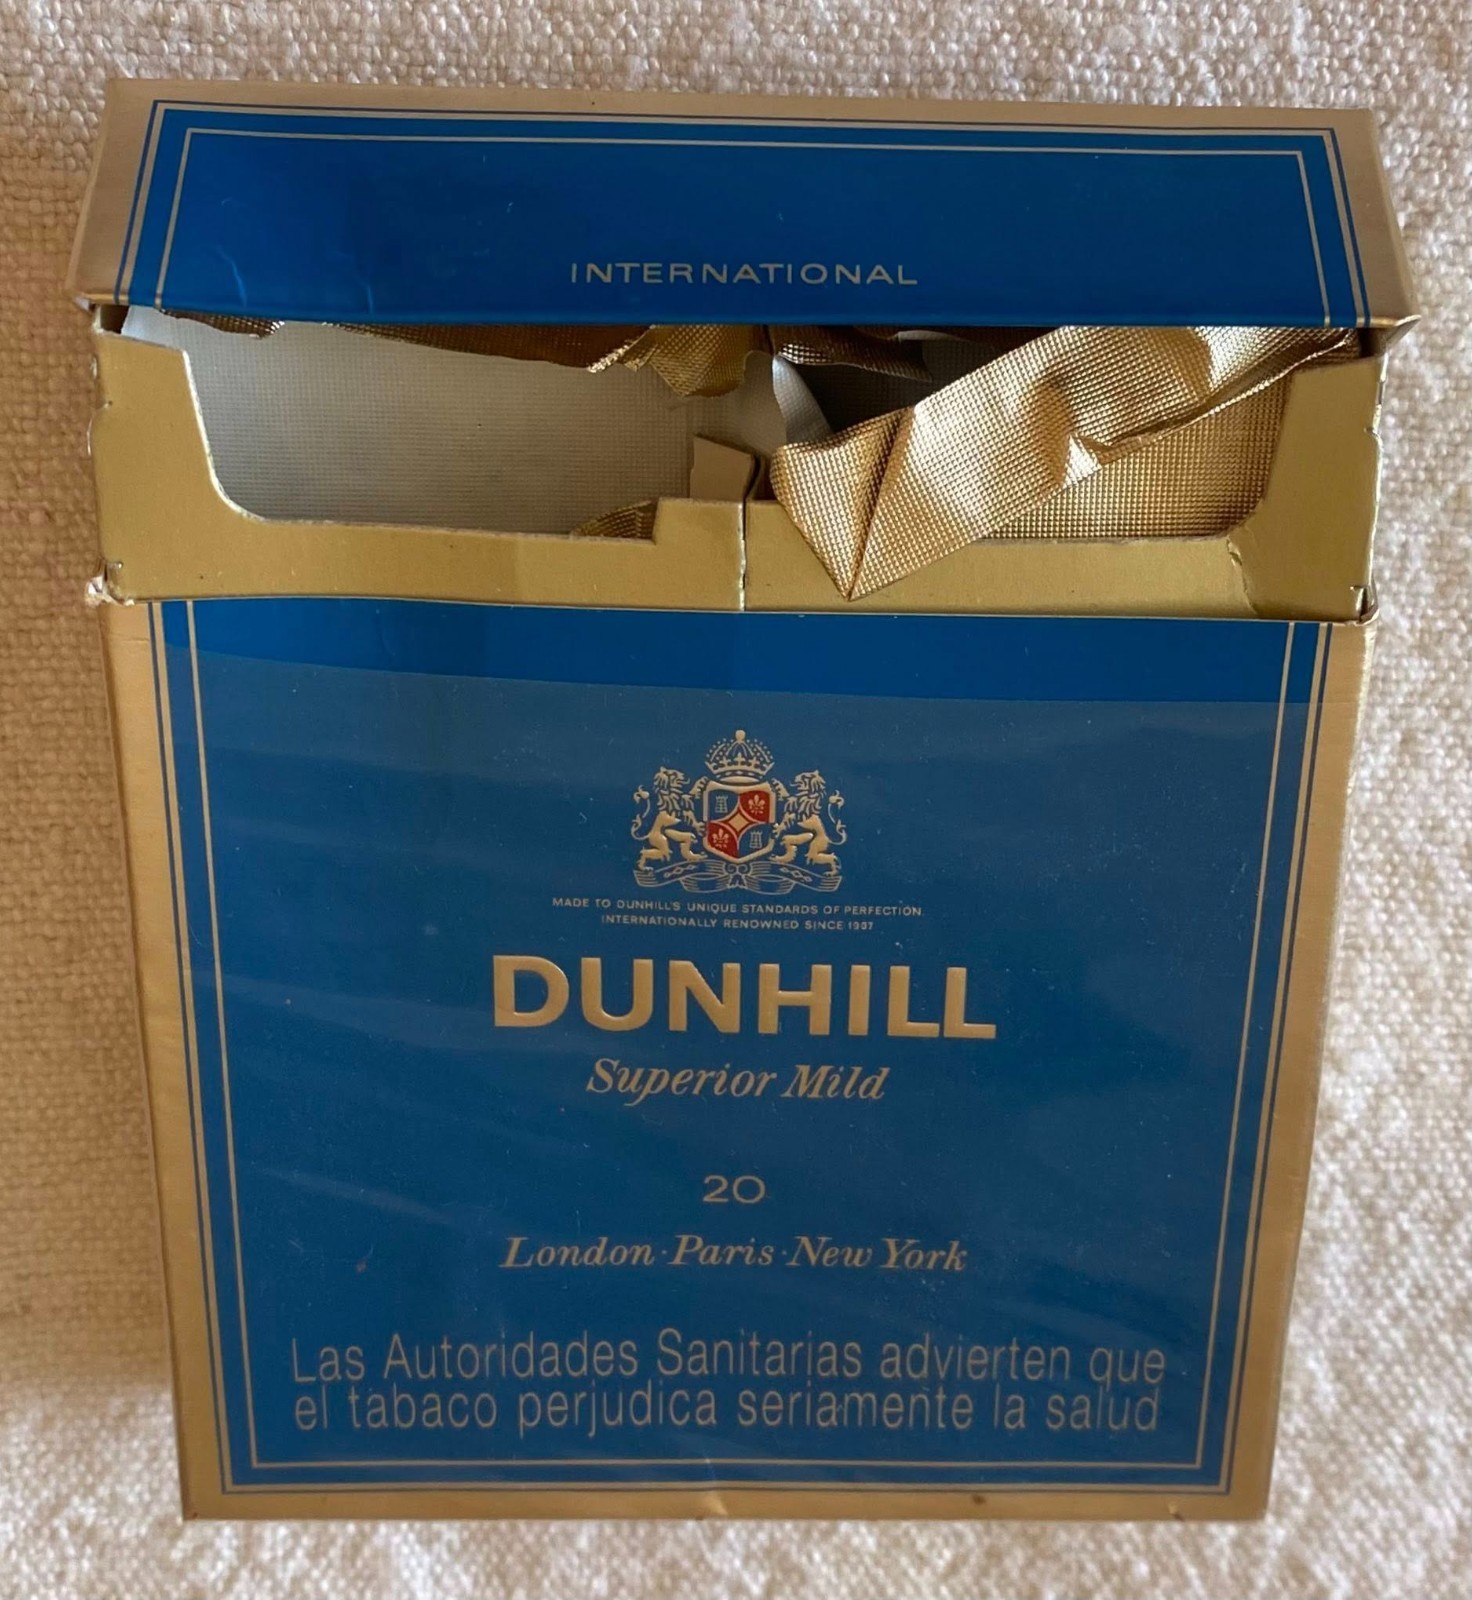 INTERNATIONAL
MADE TO DUNHILL'S UNIQUE STANDARDS OF PERFECTION.
INTERNATIONALLY RENOWNED SINCE 1907
DUNHILL
Superior Mild
20
London·Paris·New York
Las Autoridades Sanitarias advierten que
el tabaco perjudica seriamente la salud